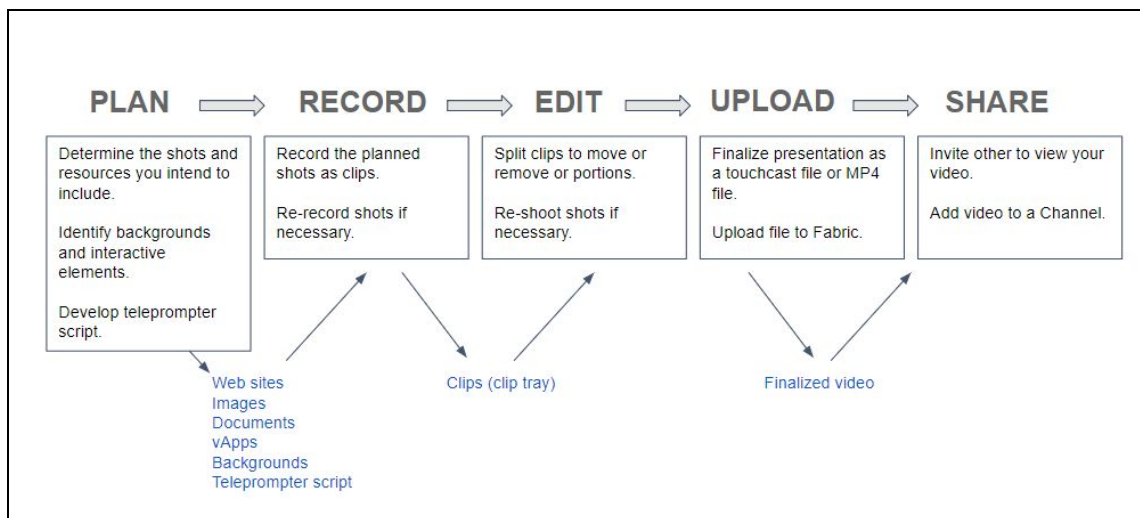 PLAN
RECORD
EDIT
UPLOAD
SHARE
Determine the shots and
resources you intend to
include.
Identify backgrounds
and interactive
elements.
Develop teleprompter
script.
Record the planned
shots as clips.
Re-record shots if
necessary.
Split clips to move or
remove or portions.
Re-shoot shots if
necessary.
Finalize presentation as
a touchcast file or MP4
file.
Upload file to Fabric.
Invite other to view your
video.
Add video to a Channel.
Web sites
Images
Documents
vApps
Backgrounds
Teleprompter script
Clips (clip tray)
Finalized video